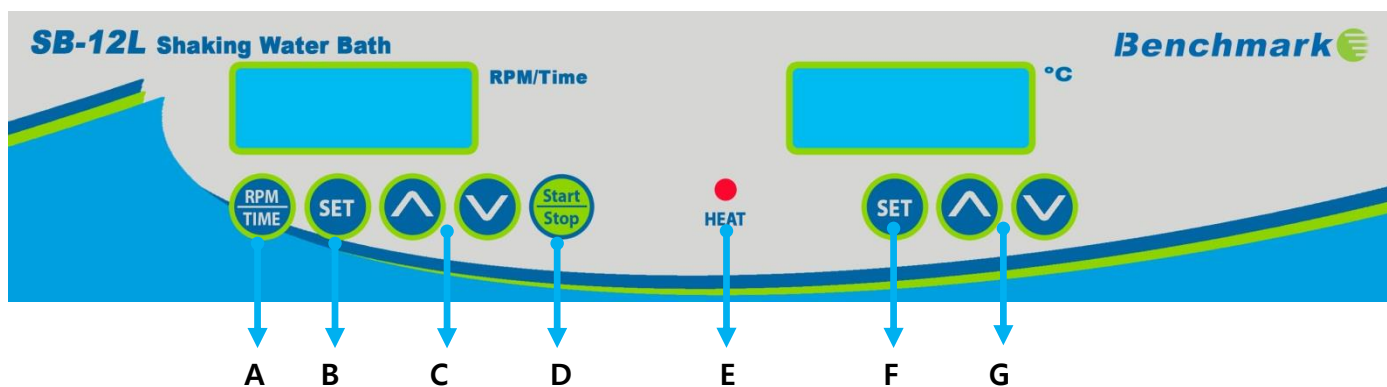 SB-12L Shaking Water Bath
Benchmark
RPM/Time
°C
RPM
TIME
SET
Start
Stop
HEAT
SET
A B C D E F G